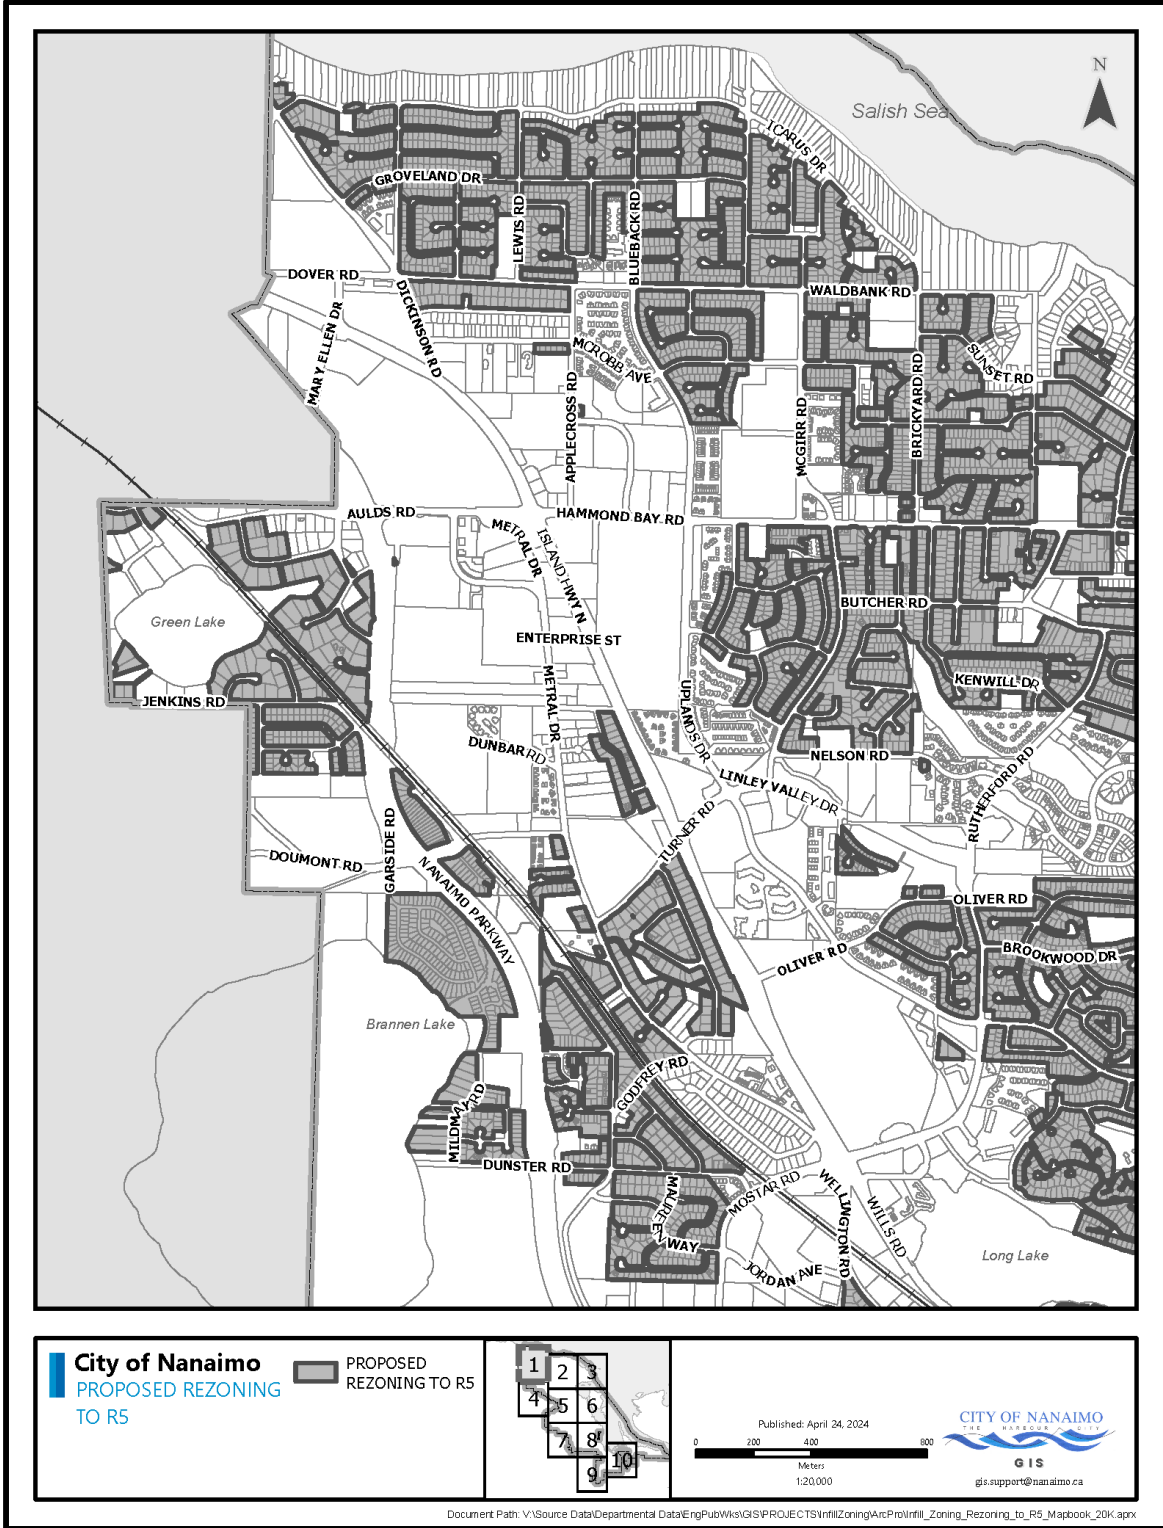 N
Salish Sea
ICARUS DR
GROVELAND DR
LEWIS RD
BLUEBACK RD
DOVER RD
DICKINSON RD
MARY ELLEN DR
WALDBANK RD
MCROBB AVE
SUNSET RD
BRICKYARD RD
APPLECROSS RD
MCGIRR RD
AULDS RD
HAMMOND BAY RD
METRAL DR
ISLAND HWY N
BUTCHER RD
Green Lake
ENTERPRISE ST
KENWILL DR
JENKINS RD
METRAL DR
UPLANDS DR
DUNBAR RD
NELSON RD
LINLEY VALLEY DR
RUTHERFORD RD
TURNER RD
GARSIDE RD
DOUMONT RD
NANAIMO PARKWAY
OLIVER RD
BROOKWOOD DR
OLIVER RD
Brannen Lake
GODFREY RD
MILDMAY RD
DUNSTER RD
MOSTAR RD
MAUREEN WAY
WELLINGTON RD
WILLS RD
JORDAN AVE
Long Lake
City of Nanaimo
PROPOSED REZONING
TO R5
PROPOSED
REZONING TO R5
1
2
3
4
5
6
7
8
9
10
Published: April 24, 2024
0 200 400 800
Meters
1:20,000
CITY OF NANAIMO
THE HARBOUR CITY
GIS
gis.support@nanaimo.ca
Document Path: V:\Source Data\Departmental Data\EngPubWks\GIS\PROJECTS\InfillZoning\ArcPro\Infill_Zoning_Rezoning_to_R5_Mapbook_20K.aprx